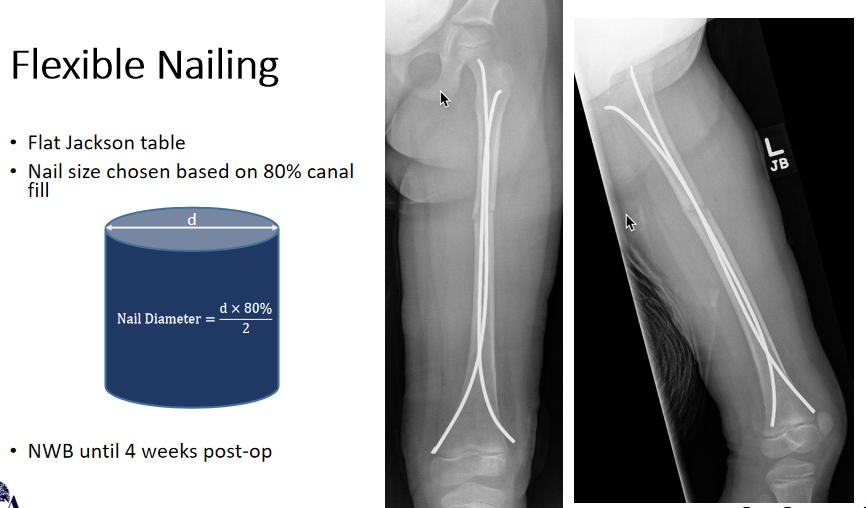 Flexible Nailing
• Flat Jackson table
• Nail size chosen based on 80% canal
fill
d
Nail Diameter = d × 80% / 2
• NWB until 4 weeks post-op
L
JB